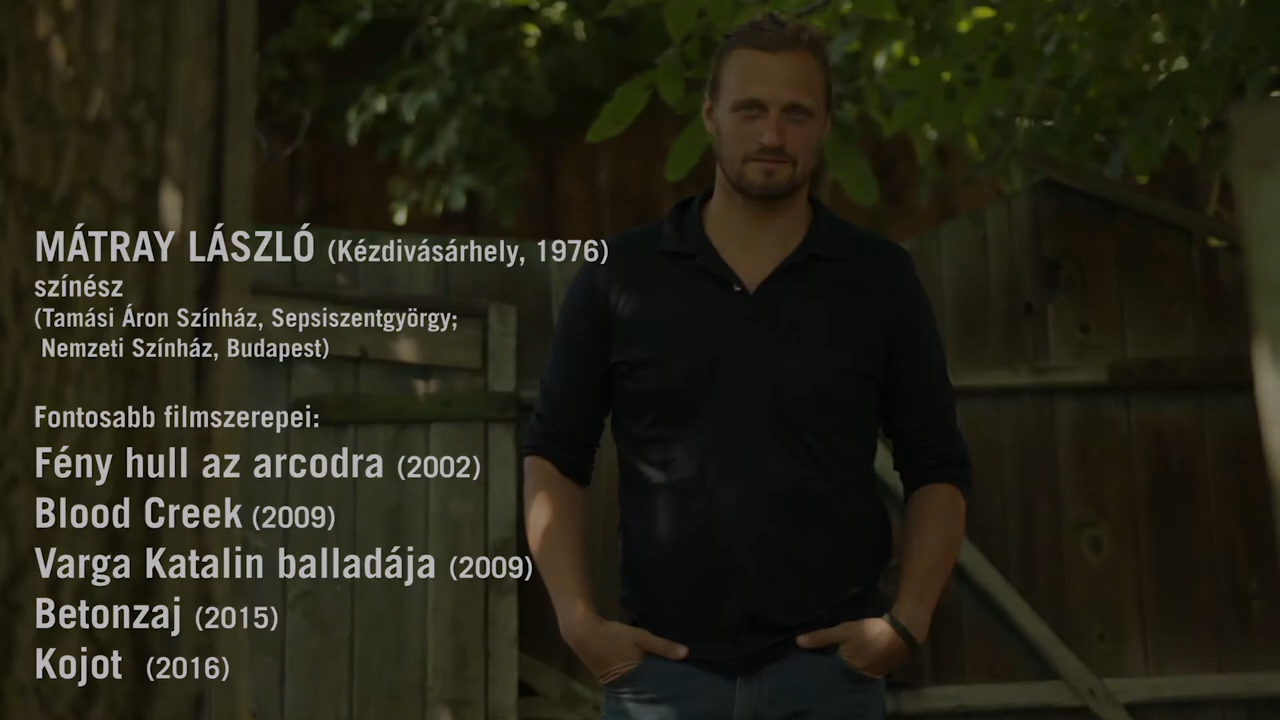 MÁTRAY LÁSZLÓ (Kézdivásárhely, 1976)
színész
(Tamási Áron Színház, Sepsiszentgyörgy;
Nemzeti Színház, Budapest)
Fontosabb filmszerepei:
Fény hull az arcodra (2002)
Blood Creek (2009)
Varga Katalin balladája (2009)
Betonzaj (2015)
Kojot (2016)